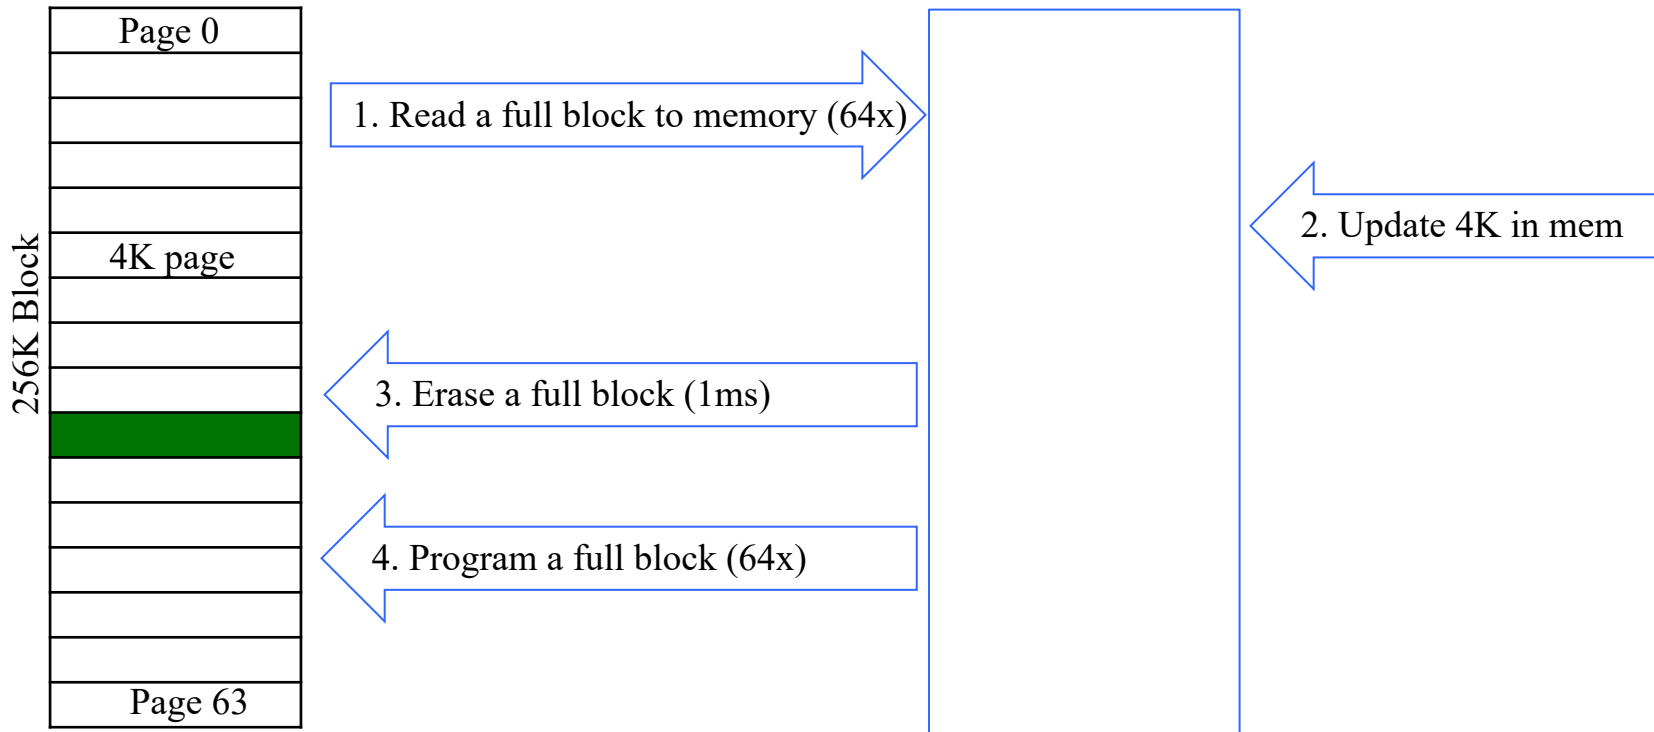 Page 0
1. Read a full block to memory (64x)
2. Update 4K in mem
256K Block
4K page
3. Erase a full block (1ms)
4. Program a full block (64x)
Page 63